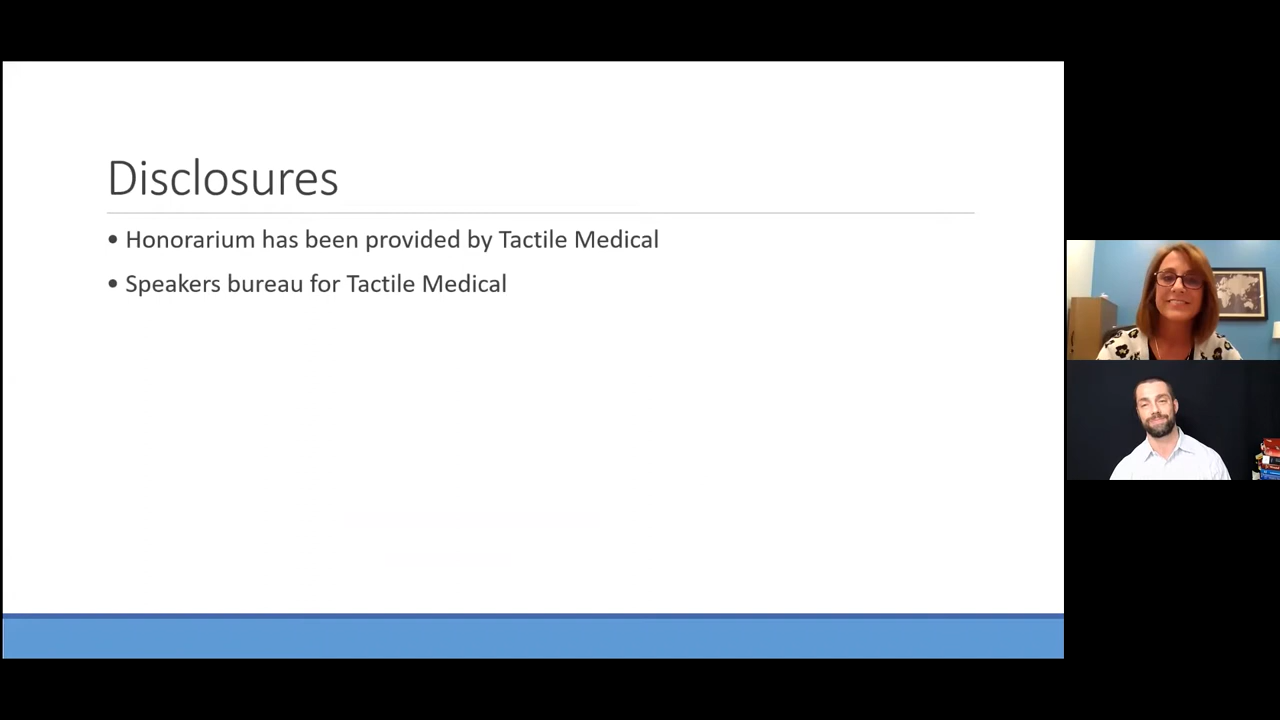 Disclosures
• Honorarium has been provided by Tactile Medical
• Speakers bureau for Tactile Medical